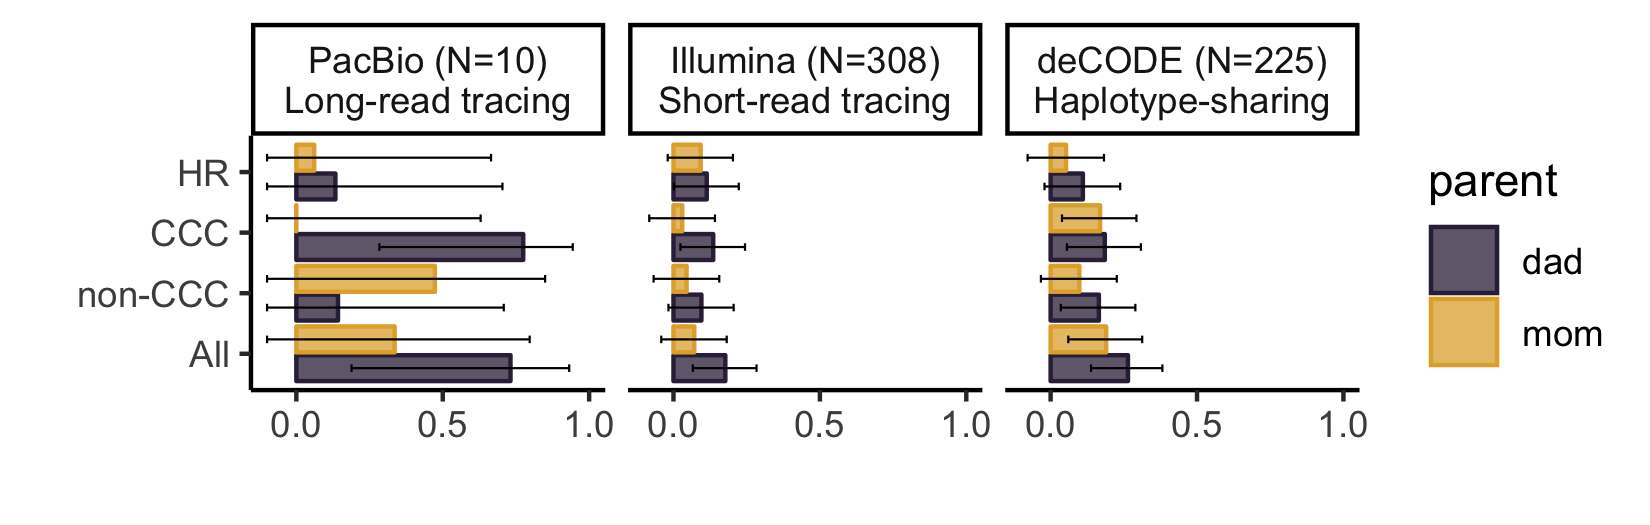 PacBio (N=10)
Long-read tracing
Illumina (N=308)
Short-read tracing
deCODE (N=225)
Haplotype-sharing
HR
CCC
non-CCC
All
0.0 0.5 1.0
0.0 0.5 1.0
0.0 0.5 1.0
parent
dad
mom